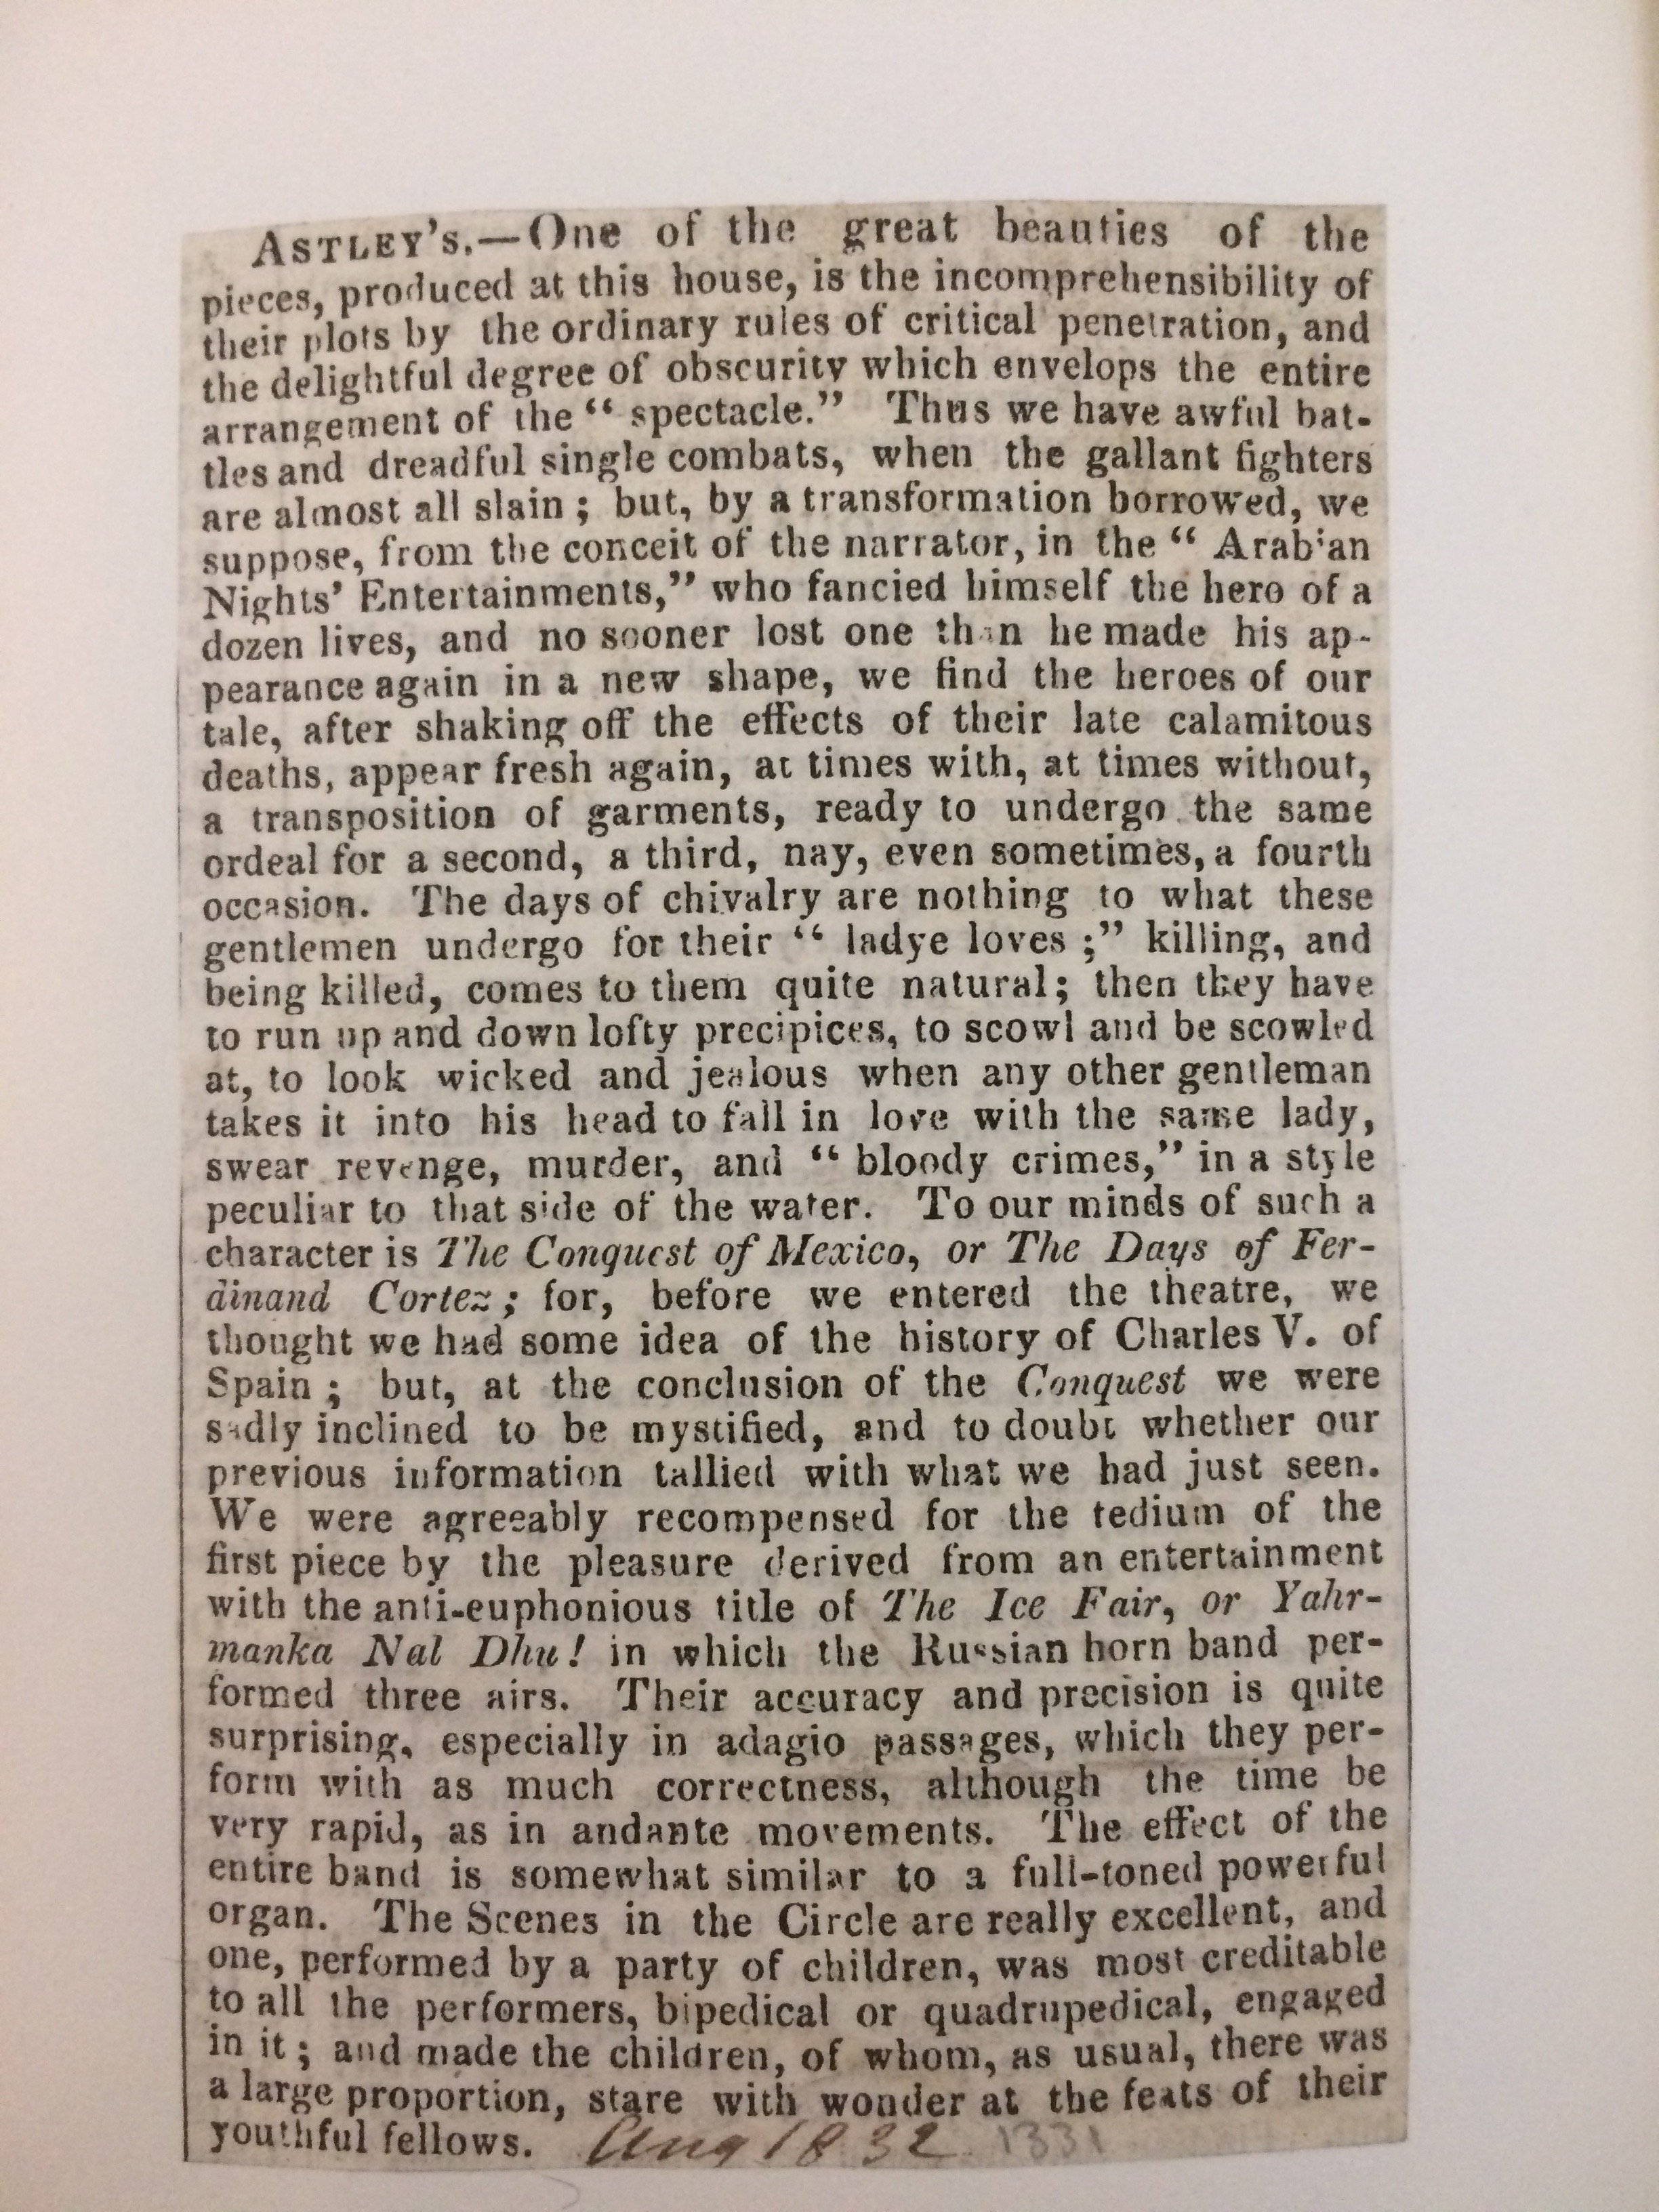 ASTLEY'S.—One of the great beauties of the
pieces, produced at this house, is the incomprehensibility of
their plots by the ordinary rules of critical penetration, and
the delightful degree of obscurity which envelops the entire
arrangement of the “ spectacle.” Thus we have awful bat-
tles and dreadful single combats, when the gallant fighters
are almost all slain ; but, by a transformation borrowed, we
suppose, from the conceit of the narrator, in the “ Arabian
Nights' Entertainments,” who fancied himself the hero of a
dozen lives, and no sooner lost one than he made his ap-
pearance again in a new shape, we find the heroes of our
tale, after shaking off the effects of their late calamitous
deaths, appear fresh again, at times with, at times without,
a transposition of garments, ready to undergo the same
ordeal for a second, a third, nay, even sometimes, a fourth
occasion. The days of chivalry are nothing to what these
gentlemen undergo for their “ ladye loves ;” killing, and
being killed, comes to them quite natural ; then they have
to run up and down lofty precipices, to scowl and be scowled
at, to look wicked and jealous when any other gentleman
takes it into his head to fall in love with the same lady,
swear revenge, murder, and “ bloody crimes,” in a style
peculiar to that side of the water. To our minds of such a
character is The Conquest of Mexico, or The Days of Fer-
dinand Cortez ; for, before we entered the theatre, we
thought we had some idea of the history of Charles V. of
Spain ; but, at the conclusion of the Conquest we were
sadly inclined to be mystified, and to doubt whether our
previous information tallied with what we had just seen.
We were agreeably recompensed for the tedium of the
first piece by the pleasure derived from an entertainment
with the anti-euphonious title of The Ice Fair, or Yahr-
manka Nal Dhu ! in which the Russian horn band per-
formed three airs. Their accuracy and precision is quite
surprising, especially in adagio passages, which they per-
form with as much correctness, although the time be
very rapid, as in andante movements. The effect of the
entire band is somewhat similar to a full-toned powerful
organ. The Scenes in the Circle are really excellent, and
one, performed by a party of children, was most creditable
to all the performers, bipedical or quadrupedical, engaged
in it ; and made the children, of whom, as usual, there was
a large proportion, stare with wonder at the feats of their
youthful fellows. Aug 1832 1331